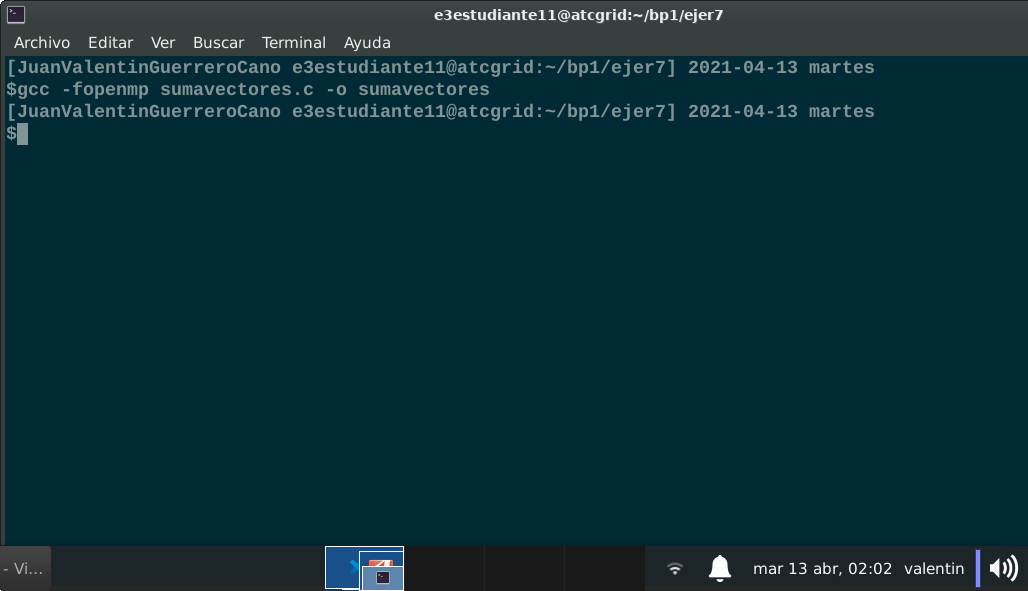 e3estudiante11@atcgrid:~/bp1/ejer7
Archivo Editar Ver Buscar Terminal Ayuda
[JuanValentinGuerreroCano e3estudiante11@atcgrid:~/bp1/ejer7] 2021-04-13 martes
$gcc -fopenmp sumavectores.c -o sumavectores
[JuanValentinGuerreroCano e3estudiante11@atcgrid:~/bp1/ejer7] 2021-04-13 martes
$
- Vi... mar 13 abr, 02:02 valentin